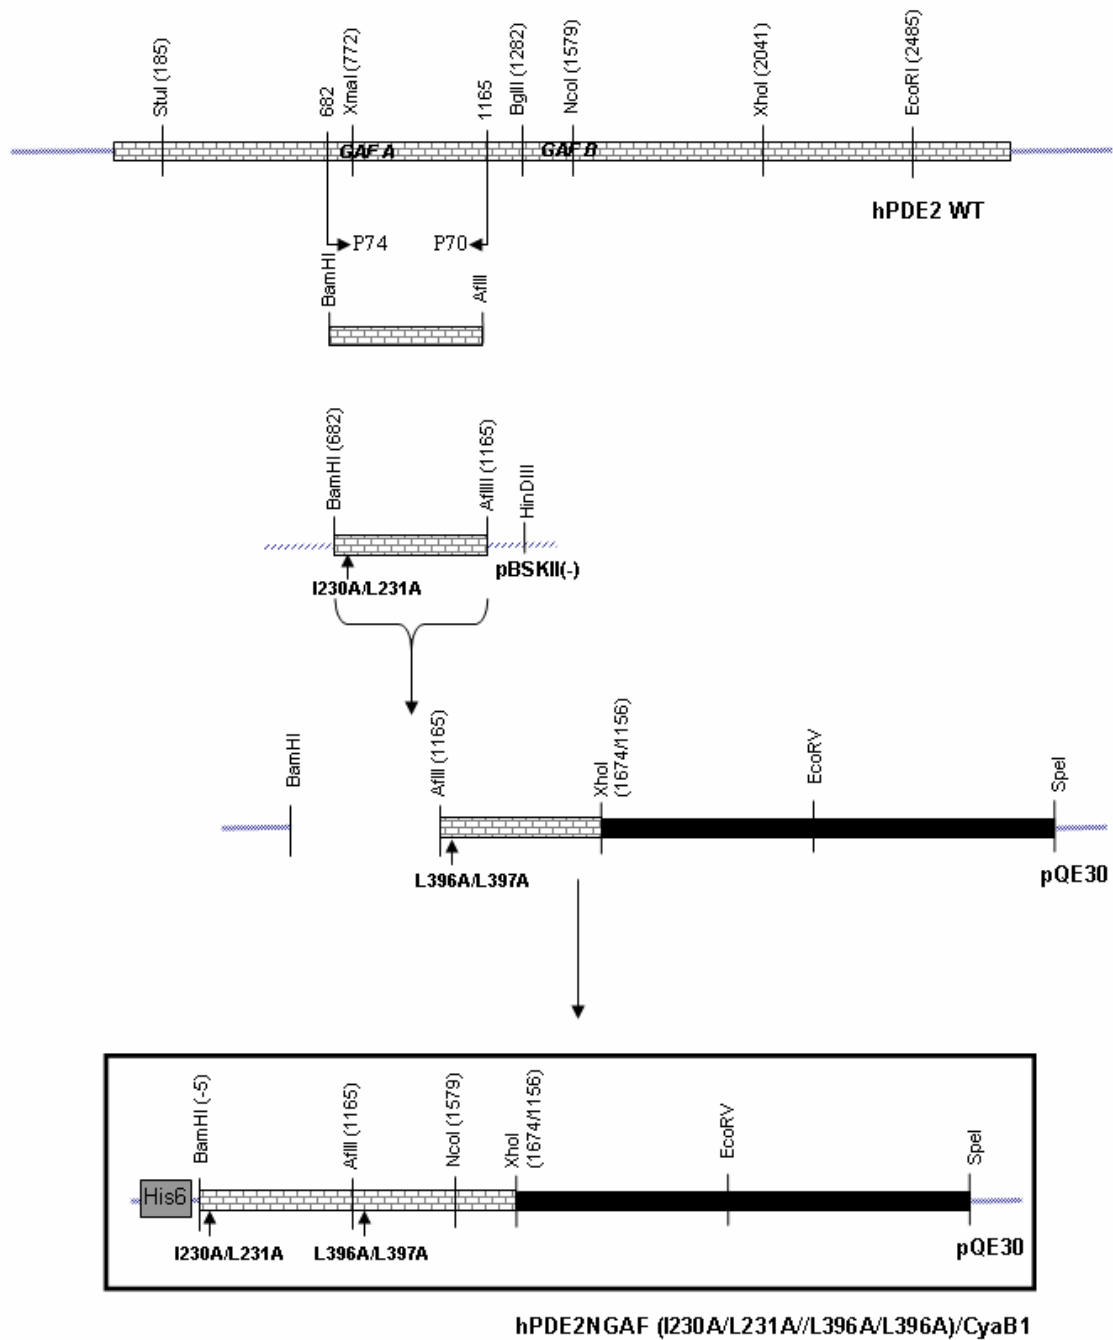 StuI (185)
682
XmaI (772)
1165
BglII (1282)
NcoI (1579)
XhoI (2041)
EcoRI (2485)
GAF A
GAF B
hPDE2 WT
P74
P70
BamHI
AflII
BamHI (682)
AflIII (1165)
HinDIII
pBSKII(-)
I230A/L231A
BamHI
AflII (1165)
XhoI
(1674/1156)
EcoRV
SpeI
L396A/L397A
pQE30
BamHI (-5)
AflII (1165)
NcoI (1579)
XhoI
(1674/1156)
EcoRV
SpeI
His6
I230A/L231A
L396A/L397A
pQE30
hPDE2NGAF (I230A/L231A//L396A/L396A)/CyaB1